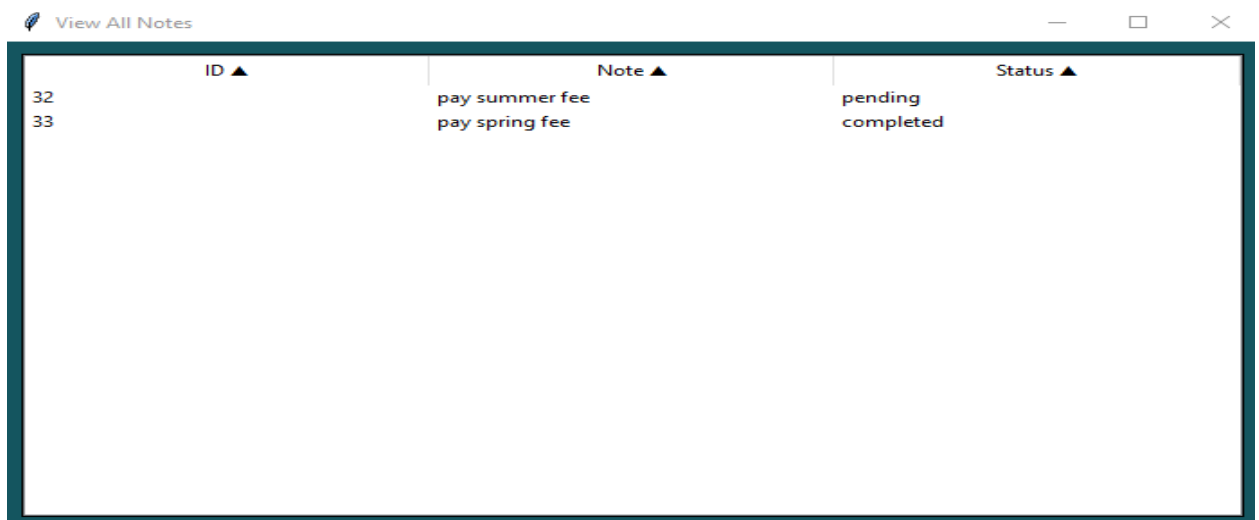 View All Notes
ID ▲ Note ▲ Status ▲
32 pay summer fee pending
33 pay spring fee completed